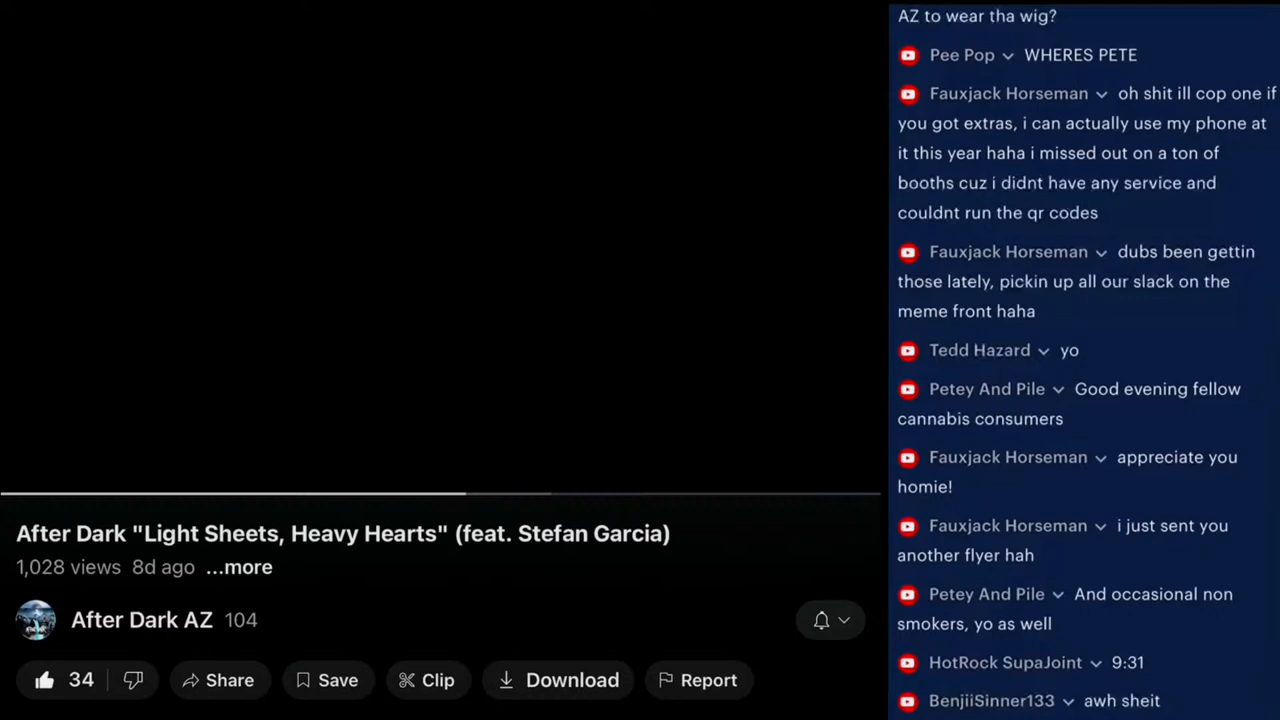 After Dark "Light Sheets, Heavy Hearts" (feat. Stefan Garcia)
1,028 views 8d ago ...more
After Dark AZ 104
34 Share Save Clip Download Report
AZ to wear tha wig?
Pee Pop WHERES PETE
Fauxjack Horseman oh shit ill cop one if
you got extras, i can actually use my phone at
it this year haha i missed out on a ton of
booths cuz i didnt have any service and
couldnt run the qr codes
Fauxjack Horseman dubs been gettin
those lately, pickin up all our slack on the
meme front haha
Tedd Hazard yo
Petey And Pile Good evening fellow
cannabis consumers
Fauxjack Horseman appreciate you
homie!
Fauxjack Horseman i just sent you
another flyer hah
Petey And Pile And occasional non
smokers, yo as well
HotRock SupaJoint 9:31
BenjiiSinner133 awh sheit